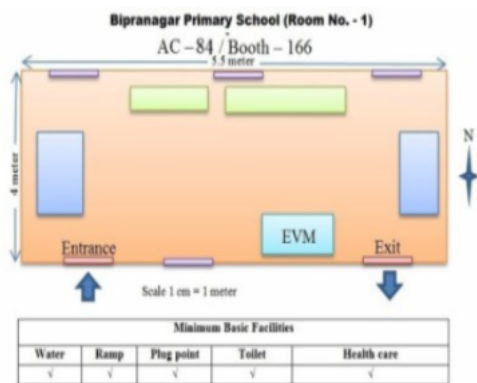 Bipranagar Primary School (Room No. - 1)
AC – 84 / Booth – 166
5.5 meter
4 meter
N
EVM
Entrance
Exit
Scale 1 cm = 1 meter
Minimum Basic Facilities
Water Ramp Plug point Toilet Health care
√ √ √ √ √